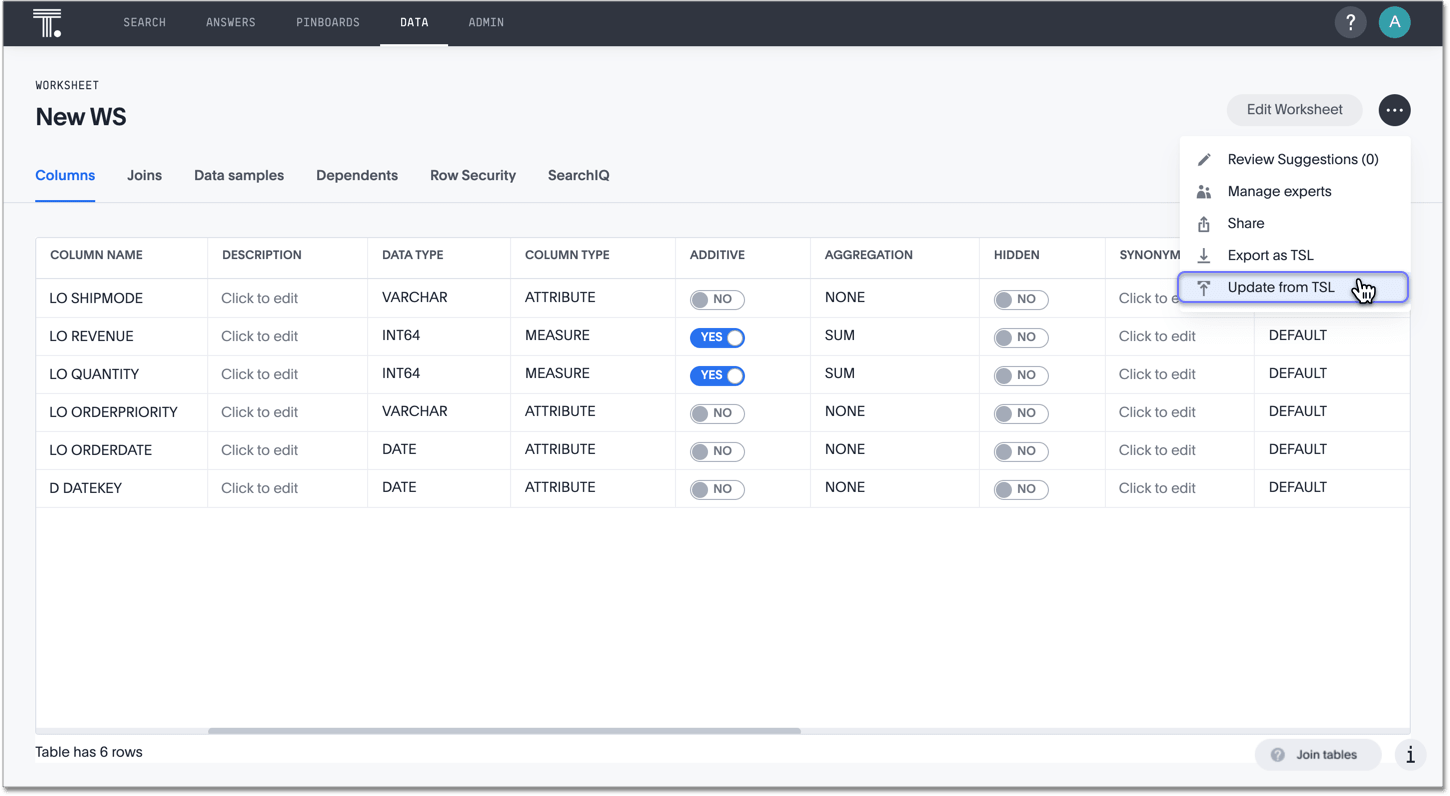 T.
SEARCH ANSWERS PINBOARDS DATA ADMIN ? A
WORKSHEET
New WS
Edit Worksheet ...
Review Suggestions (0)
Manage experts
Share
Export as TSL
Update from TSL
Columns Joins Data samples Dependents Row Security SearchIQ
COLUMN NAME DESCRIPTION DATA TYPE COLUMN TYPE ADDITIVE AGGREGATION HIDDEN SYNONYM
LO SHIPMODE Click to edit VARCHAR ATTRIBUTE NO NONE NO Click to e
LO REVENUE Click to edit INT64 MEASURE YES SUM NO Click to edit DEFAULT
LO QUANTITY Click to edit INT64 MEASURE YES SUM NO Click to edit DEFAULT
LO ORDERPRIORITY Click to edit VARCHAR ATTRIBUTE NO NONE NO Click to edit DEFAULT
LO ORDERDATE Click to edit DATE ATTRIBUTE NO NONE NO Click to edit DEFAULT
D DATEKEY Click to edit DATE ATTRIBUTE NO NONE NO Click to edit DEFAULT
Table has 6 rows
? Join tables i